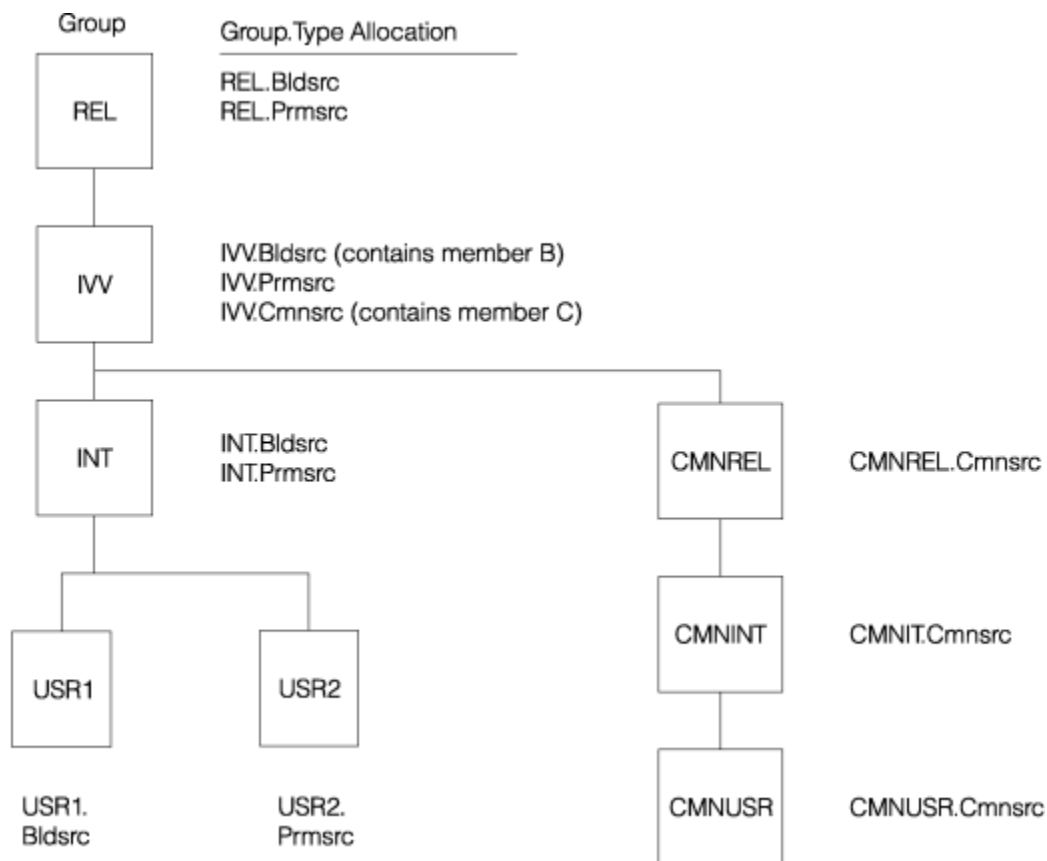 Group
Group.Type Allocation
REL
REL.Bldsrc
REL.Prmsrc
IVV
IVV.Bldsrc (contains member B)
IVV.Prmsrc
IVV.Cmnsrc (contains member C)
INT
INT.Bldsrc
INT.Prmsrc
CMNREL
CMNREL.Cmnsrc
CMNINT
CMNIT.Cmnsrc
USR1
USR2
USR1.
Bldsrc
USR2.
Prmsrc
CMNUSR
CMNUSR.Cmnsrc